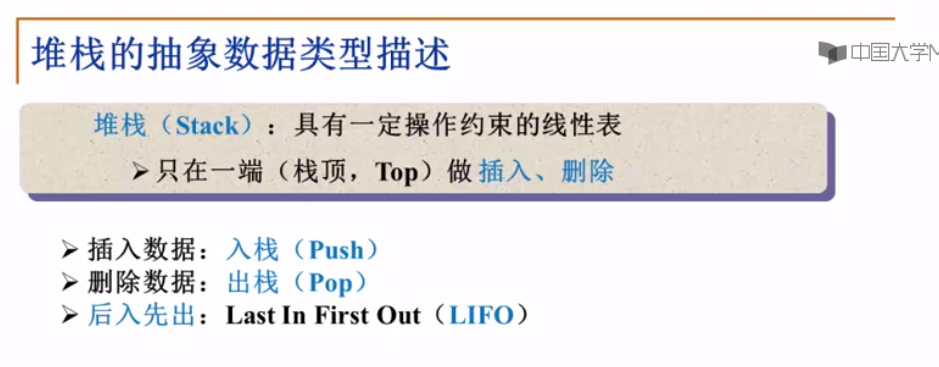 堆栈的抽象数据类型描述
中国大学M
堆栈（Stack）：具有一定操作约束的线性表
➢只在一端（栈顶，Top）做 插入、删除
➢ 插入数据：入栈（Push）
➢ 删除数据：出栈（Pop）
➢ 后入先出：Last In First Out（LIFO）